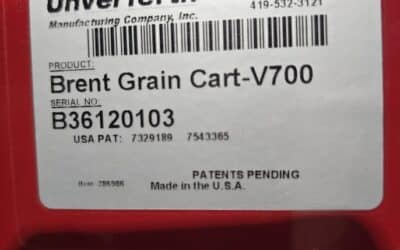 Unverferth
419-532-3121
Manufacturing Company, Inc.
PRODUCT:
Brent Grain Cart-V700
SERIAL NO:
B36120103
USA PAT: 7329189 7543365
PATENTS PENDING
Made in the U.S.A.